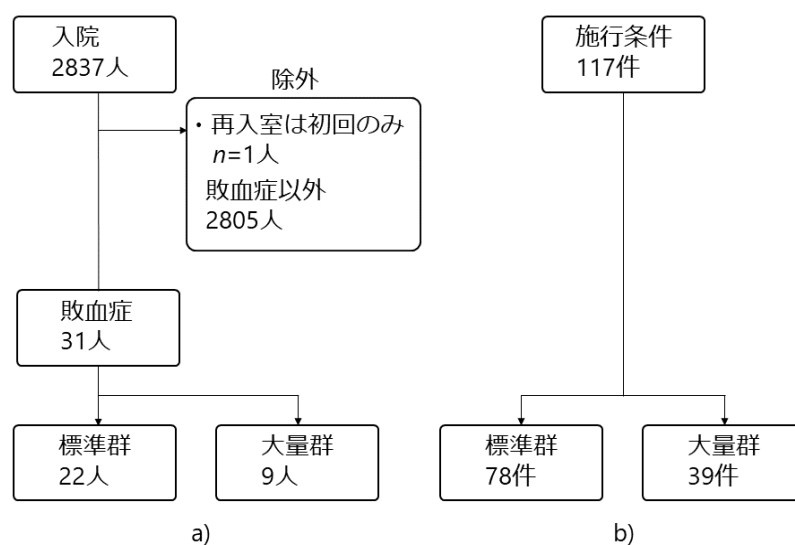 入院
2837人
除外
・再入室は初回のみ
n=1人
敗血症以外
2805人
敗血症
31人
標準群
22人
大量群
9人
a)
施行条件
117件
標準群
78件
大量群
39件
b)